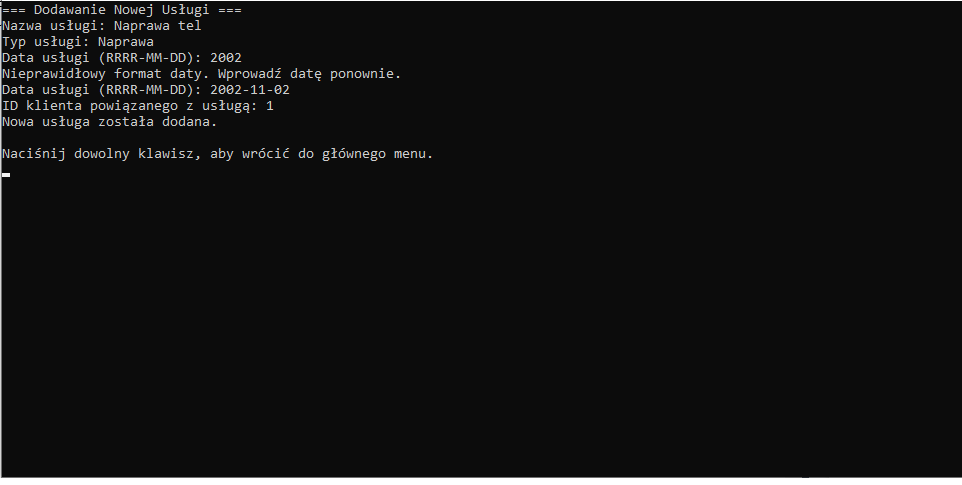 === Dodawanie Nowej Usługi ===
Nazwa usługi: Naprawa tel
Typ usługi: Naprawa
Data usługi (RRRR-MM-DD): 2002
Nieprawidłowy format daty. Wprowadź datę ponownie.
Data usługi (RRRR-MM-DD): 2002-11-02
ID klienta powiązanego z usługą: 1
Nowa usługa została dodana.
Naciśnij dowolny klawisz, aby wrócić do głównego menu.